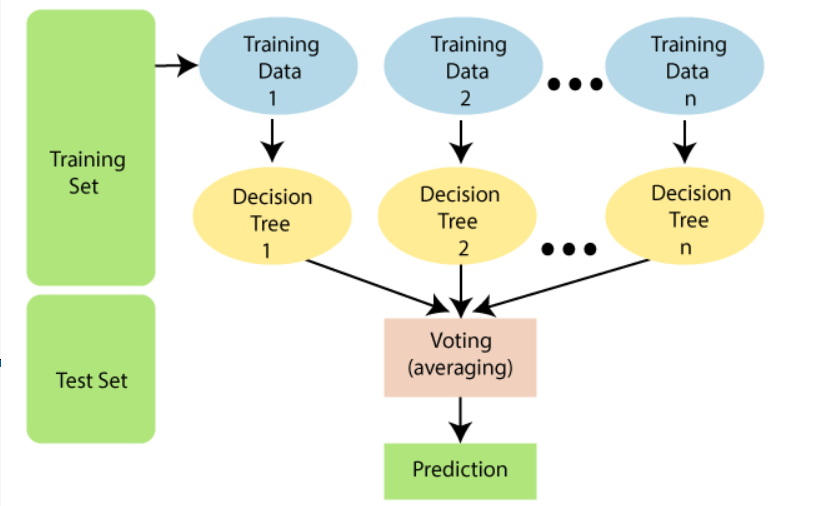 Training
Set
Training
Data
1
Training
Data
2
Training
Data
n
Decision
Tree
1
Decision
Tree
2
Decision
Tree
n
Test Set
Voting
(averaging)
Prediction